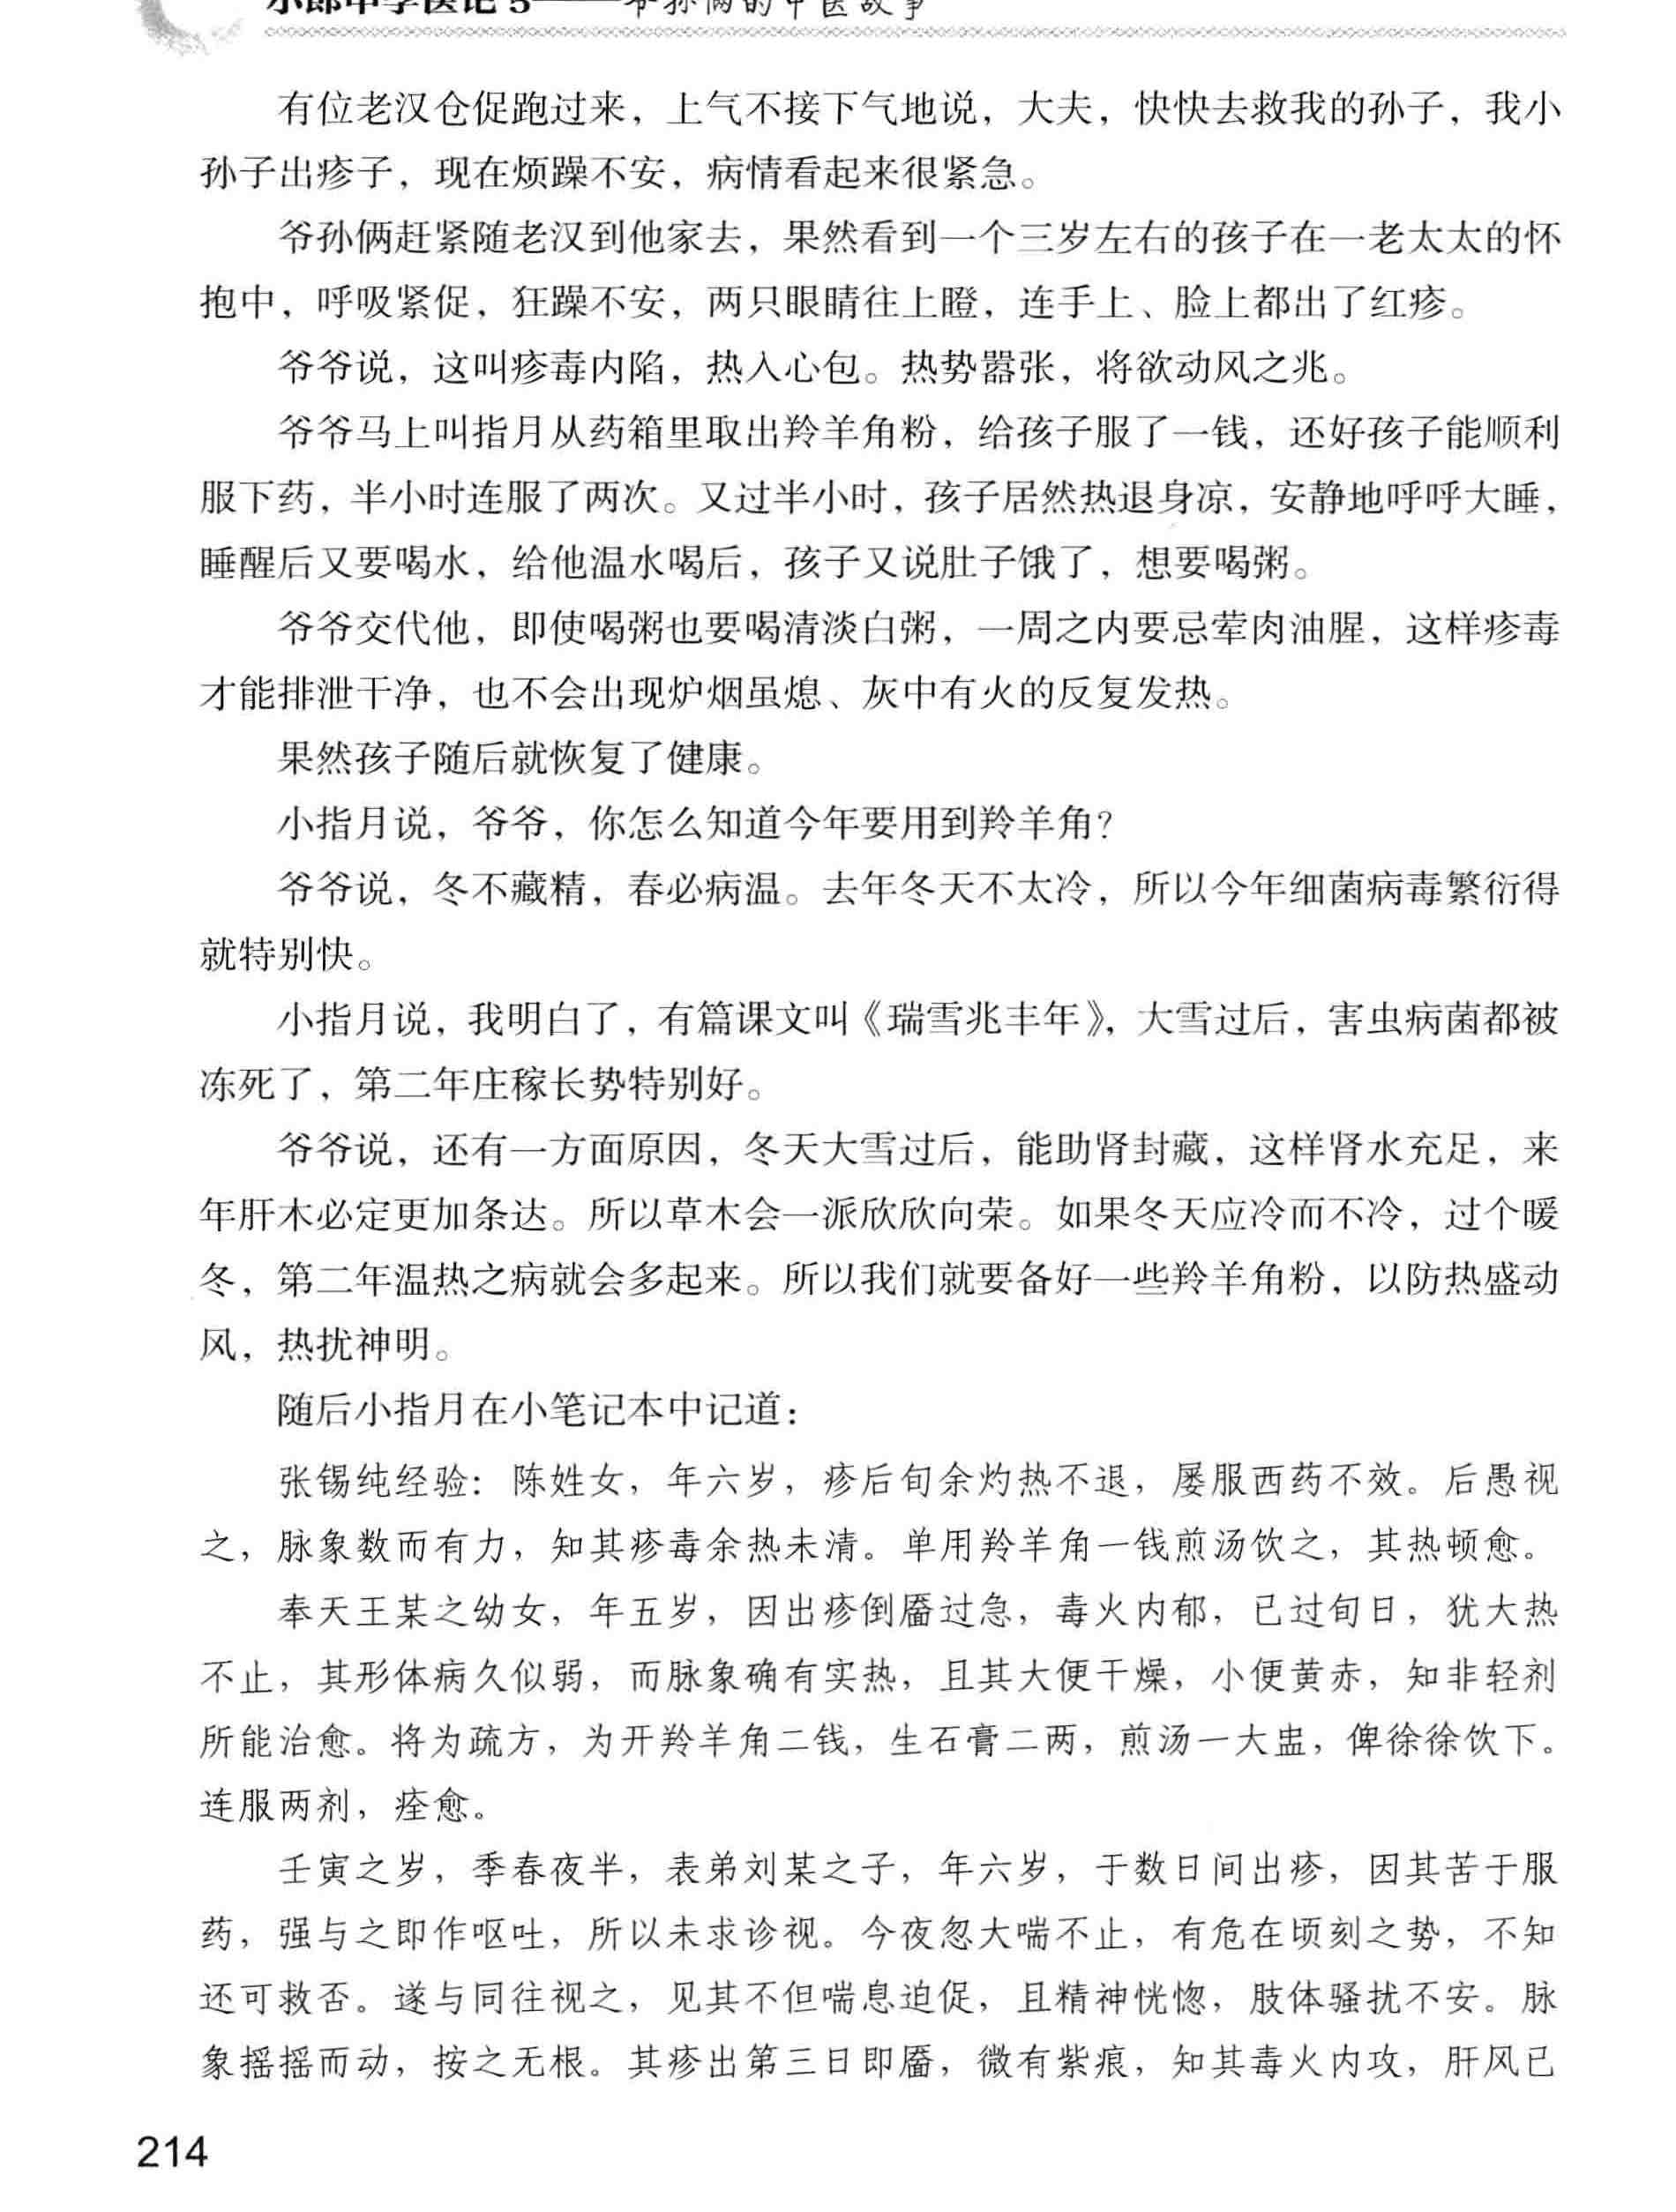 小郎中学医记5——爷孙俩的中医故事
有位老汉仓促跑过来，上气不接下气地说，大夫，快快去救我的孙子，我小
孙子出疹子，现在烦躁不安，病情看起来很紧急。
爷孙俩赶紧随老汉到他家去，果然看到一个三岁左右的孩子在一老太太的怀
抱中，呼吸紧促，狂躁不安，两只眼睛往上瞪，连手上、脸上都出了红疹。
爷爷说，这叫疹毒内陷，热入心包。热势嚣张，将欲动风之兆。
爷爷马上叫指月从药箱里取出羚羊角粉，给孩子服了一钱，还好孩子能顺利
服下药，半小时连服了两次。又过半小时，孩子居然热退身凉，安静地呼呼大睡，
睡醒后又要喝水，给他温水喝后，孩子又说肚子饿了，想要喝粥。
爷爷交代他，即使喝粥也要喝清淡白粥，一周之内要忌荤肉油腥，这样疹毒
才能排泄干净，也不会出现炉烟虽熄、灰中有火的反复发热。
果然孩子随后就恢复了健康。
小指月说，爷爷，你怎么知道今年要用到羚羊角？
爷爷说，冬不藏精，春必病温。去年冬天不太冷，所以今年细菌病毒繁衍得
就特别快。
小指月说，我明白了，有篇课文叫《瑞雪兆丰年》，大雪过后，害虫病菌都被
冻死了，第二年庄稼长势特别好。
爷爷说，还有一方面原因，冬天大雪过后，能助肾封藏，这样肾水充足，来
年肝木必定更加条达。所以草木会一派欣欣向荣。如果冬天应冷而不冷，过个暖
冬，第二年温热之病就会多起来。所以我们就要备好一些羚羊角粉，以防热盛动
风，热扰神明。
随后小指月在小笔记本中记道：
张锡纯经验：陈姓女，年六岁，疹后旬余灼热不退，屡服西药不效。后愚视
之，脉象数而有力，知其疹毒余热未清。单用羚羊角一钱煎汤饮之，其热顿愈。
奉天王某之幼女，年五岁，因出疹倒靥过急，毒火内郁，已过旬日，犹大热
不止，其形体病久似弱，而脉象确有实热，且其大便干燥，小便黄赤，知非轻剂
所能治愈。将为疏方，为开羚羊角二钱，生石膏二两，煎汤一大盅，俾徐徐饮下。
连服两剂，痊愈。
壬寅之岁，季春夜半，表弟刘某之子，年六岁，于数日间出疹，因其苦于服
药，强与之即作呕吐，所以未求诊视。今夜忽大喘不止，有危在顷刻之势，不知
还可救否。遂与同往视之，见其不但喘息迫促，且精神恍惚，肢体骚扰不安。脉
象摇摇而动，按之无根。其疹出第三日即靥，微有紫痕，知其毒火内攻，肝风已
214